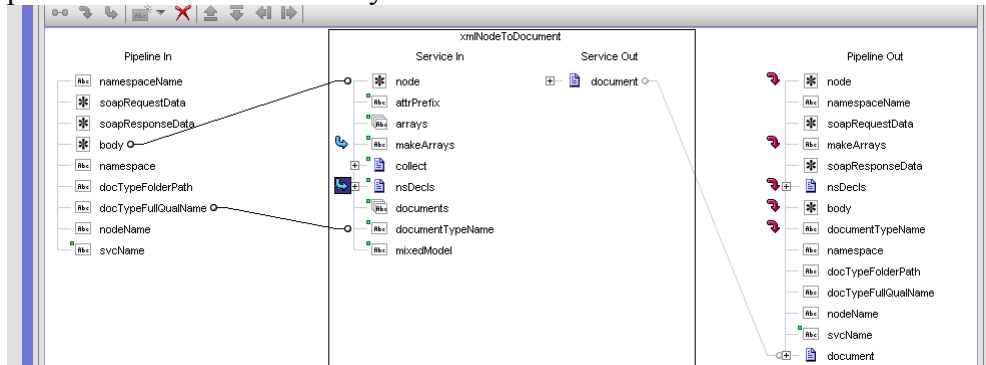 xmlNodeToDocument
Pipeline In
namespaceName
soapRequestData
soapResponseData
body
namespace
docTypeFolderPath
docTypeFullQualName
nodeName
svcName
Service In
node
attrPrefix
arrays
makeArrays
collect
nsDecls
documents
documentTypeName
mixedModel
Service Out
document
Pipeline Out
node
namespaceName
soapRequestData
makeArrays
soapResponseData
nsDecls
body
documentTypeName
namespace
docTypeFolderPath
docTypeFullQualName
nodeName
svcName
document